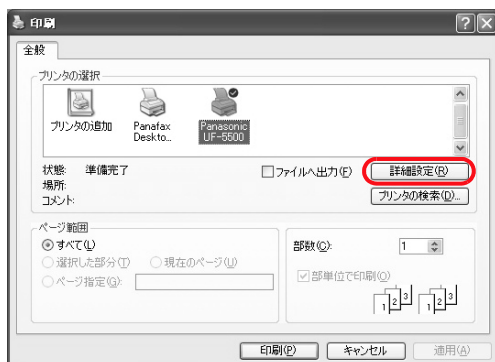 印刷
全般
プリンタの選択
プリンタの追加
Panafax Deskto...
Panasonic UF-5500
状態: 準備完了
場所:
コメント:
ファイルへ出力(F)
詳細設定(R)
プリンタの検索(D)...
ページ範囲
すべて(L)
選択した部分(T)
現在のページ(U)
ページ指定(G):
部数(C):
1
部単位で印刷(O)
1 2 3 1 2 3
印刷(P)
キャンセル
適用(A)